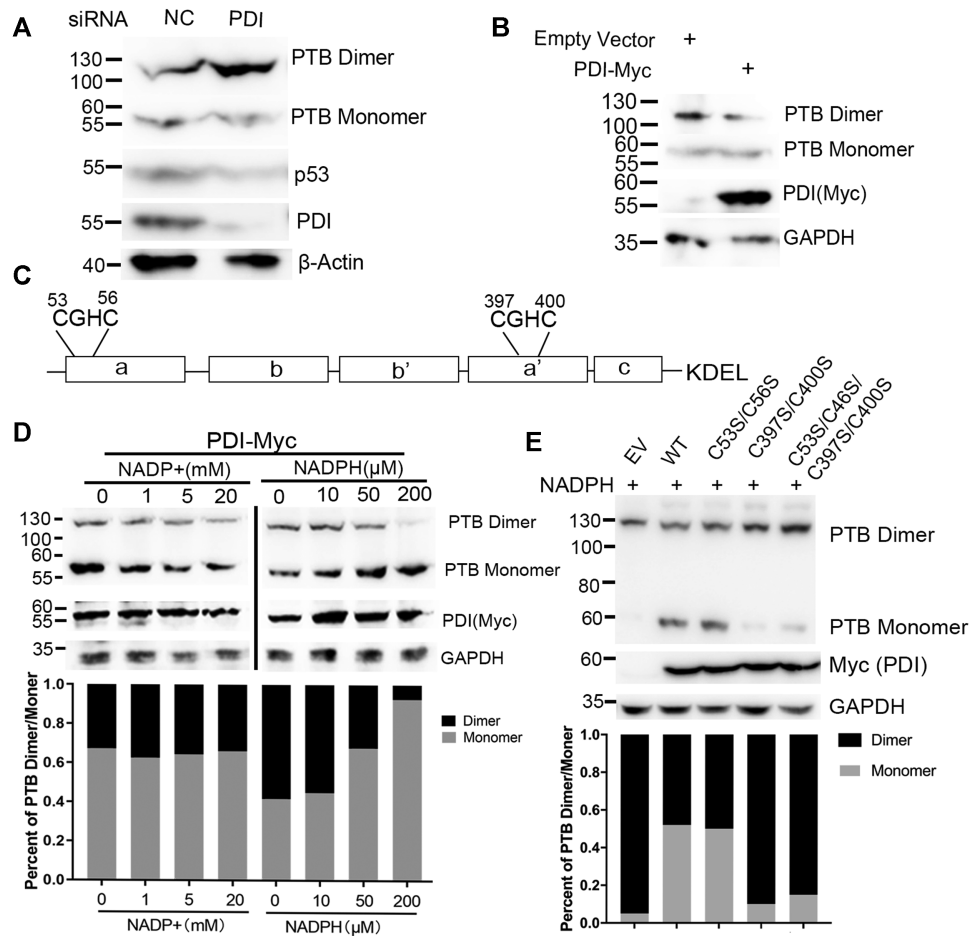 A
siRNA NC PDI
130
100
PTB Dimer
60
55
PTB Monomer
55
p53
55
PDI
40
β-Actin
B
Empty Vector +
PDI-Myc +
130
100
PTB Dimer
60
55
PTB Monomer
60
55
PDI(Myc)
35
GAPDH
C
53 56
CGHC
397 400
CGHC
a b b' a' c KDEL
D
PDI-Myc
NADP+(mM) NADPH(μM)
0 1 5 20 0 10 50 200
130
100
PTB Dimer
60
55
PTB Monomer
60
55
PDI(Myc)
35
GAPDH
Percent of PTB Dimer/Moner
1.0
0.8
0.6
0.4
0.2
0.0
Dimer
Monomer
0 1 5 20 0 10 50 200
NADP+(mM) NADPH(μM)
E
EV
WT
C53S/C56S
C397S/C400S
C53S/C46S/
C397S/C400S
NADPH + + + + +
130
100
80
60
PTB Dimer
PTB Monomer
60
Myc (PDI)
35
GAPDH
Percent of PTB Dimer/Moner
1.0
0.8
0.6
0.4
0.2
0.0
Dimer
Monomer